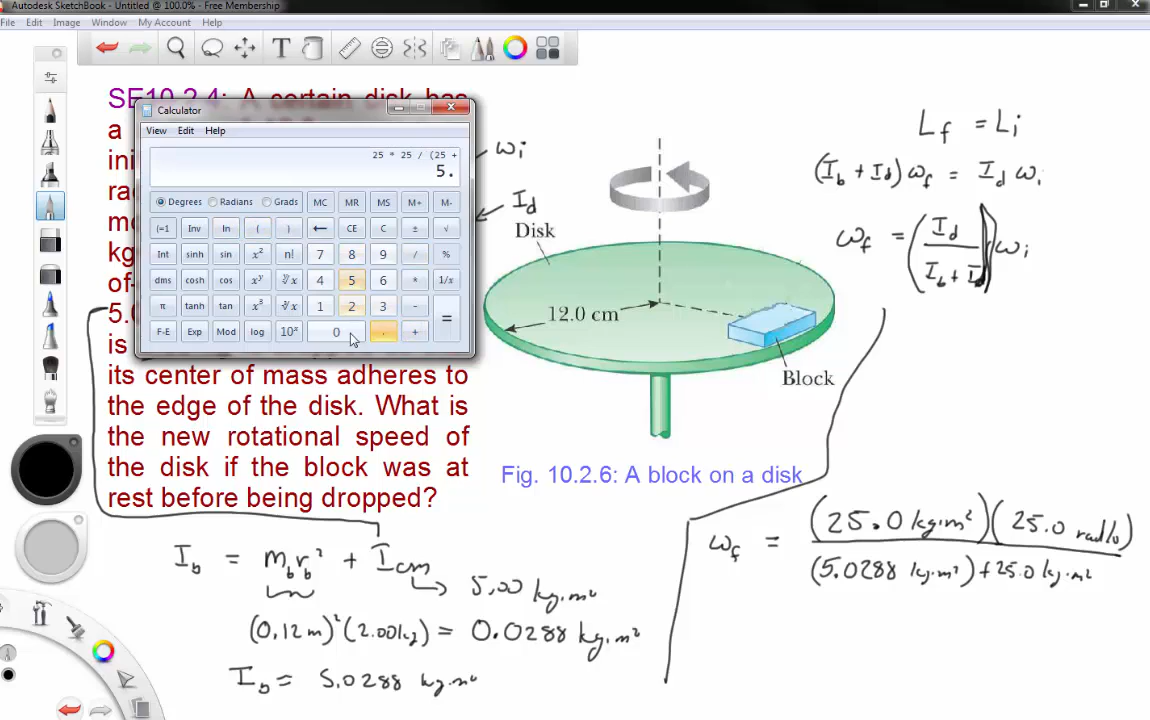 Autodesk SketchBook - Untitled @ 100.0% - Free Membership
File Edit Image Window My Account Help
T
SE10.2.4: A certain disk has
a
Calculator
View Edit Help
25 * 25 / (25 +
5.
Degrees Radians Grads MC MR MS M+ M-
(=1 Inv ln ( ) ← CE C ± √
Int sinh sin x² n! 7 8 9 / %
dms cosh cos xʸ ʸ√x 4 5 6 * 1/x
π tanh tan x³ ³√x 1 2 3 - =
F-E Exp Mod log 10ˣ 0 . +
its center of mass adheres to
the edge of the disk. What is
the new rotational speed of
the disk if the block was at
rest before being dropped?
ωi
Id
Disk
12.0 cm
Block
Fig. 10.2.6: A block on a disk
Lf = Li
(Ib + Id) ωf = Id ωi
ωf = (Id / (Ib + Id)) ωi
Ib = mb rb² + Icm
5.00 kg·m²
(0.12m)²(2.00kg) = 0.0288 kg·m²
Ib = 5.0288 kg·m²
ωf = (25.0 kg·m²)(25.0 rad/s)
(5.0288 kg·m²) + 25.0 kg·m²